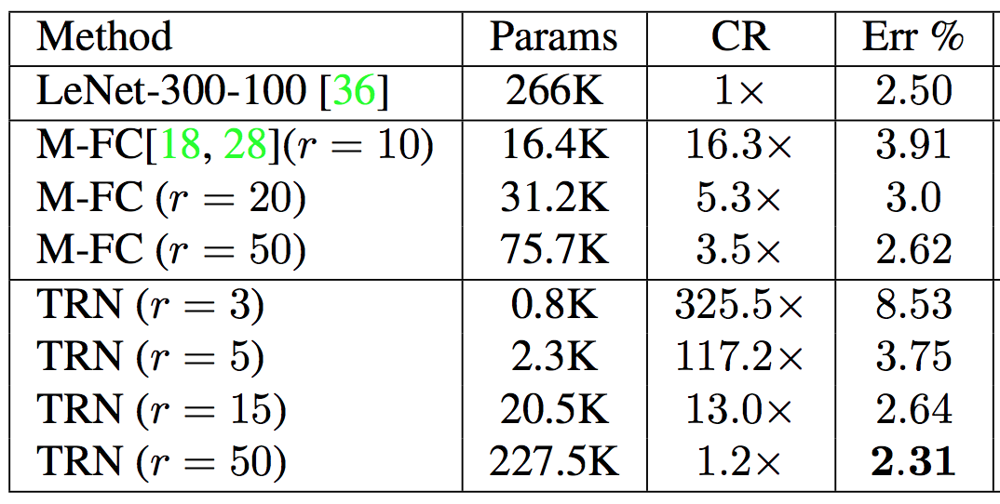 Method Params CR Err %
LeNet-300-100 [36] 266K 1× 2.50
M-FC[18, 28](r = 10) 16.4K 16.3× 3.91
M-FC (r = 20) 31.2K 5.3× 3.0
M-FC (r = 50) 75.7K 3.5× 2.62
TRN (r = 3) 0.8K 325.5× 8.53
TRN (r = 5) 2.3K 117.2× 3.75
TRN (r = 15) 20.5K 13.0× 2.64
TRN (r = 50) 227.5K 1.2× 2.31